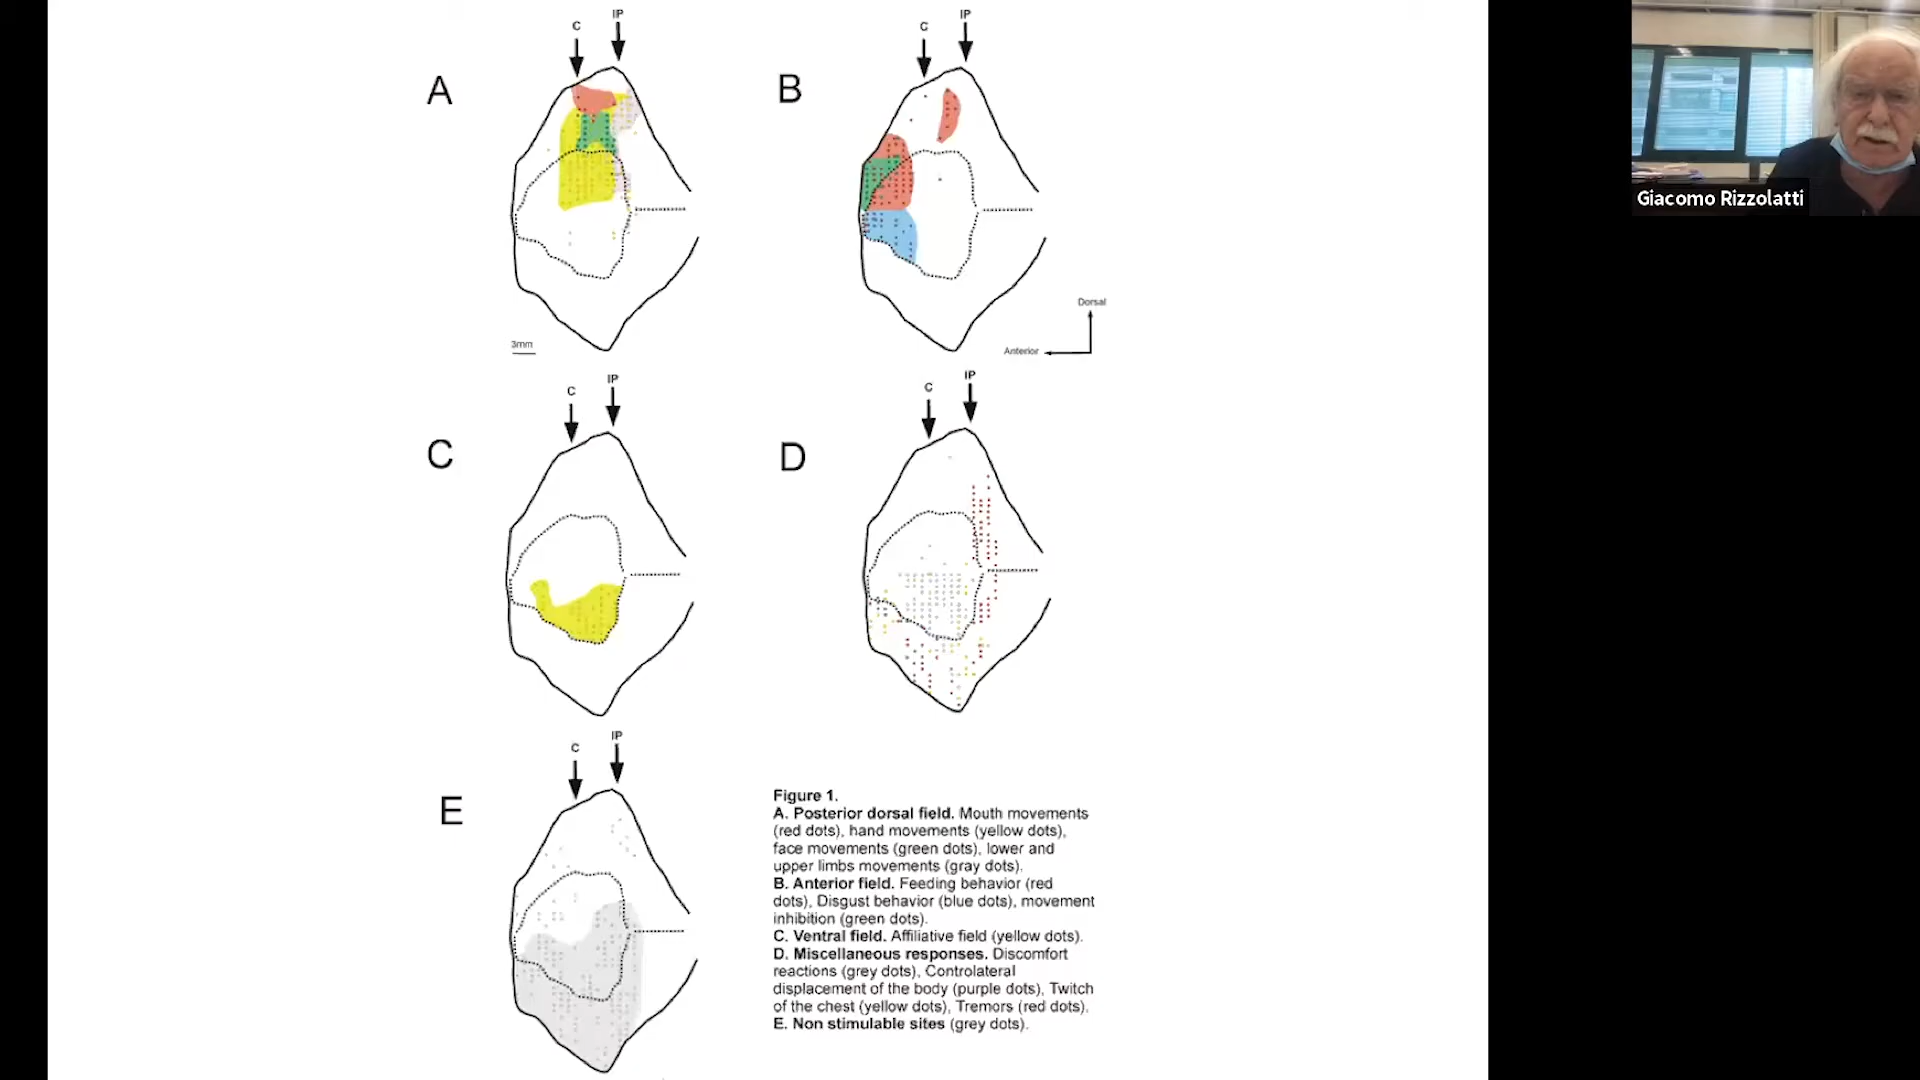 C
IP
A
C
IP
B
Giacomo Rizzolatti
3mm
Dorsal
Anterior
C
IP
C
C
IP
D
C
IP
E
Figure 1.
A. Posterior dorsal field. Mouth movements
(red dots), hand movements (yellow dots),
face movements (green dots), lower and
upper limbs movements (gray dots).
B. Anterior field. Feeding behavior (red
dots), Disgust behavior (blue dots), movement
inhibition (green dots).
C. Ventral field. Affiliative field (yellow dots).
D. Miscellaneous responses. Discomfort
reactions (grey dots), Controlateral
displacement of the body (purple dots), Twitch
of the chest (yellow dots), Tremors (red dots).
E. Non stimulable sites (grey dots).